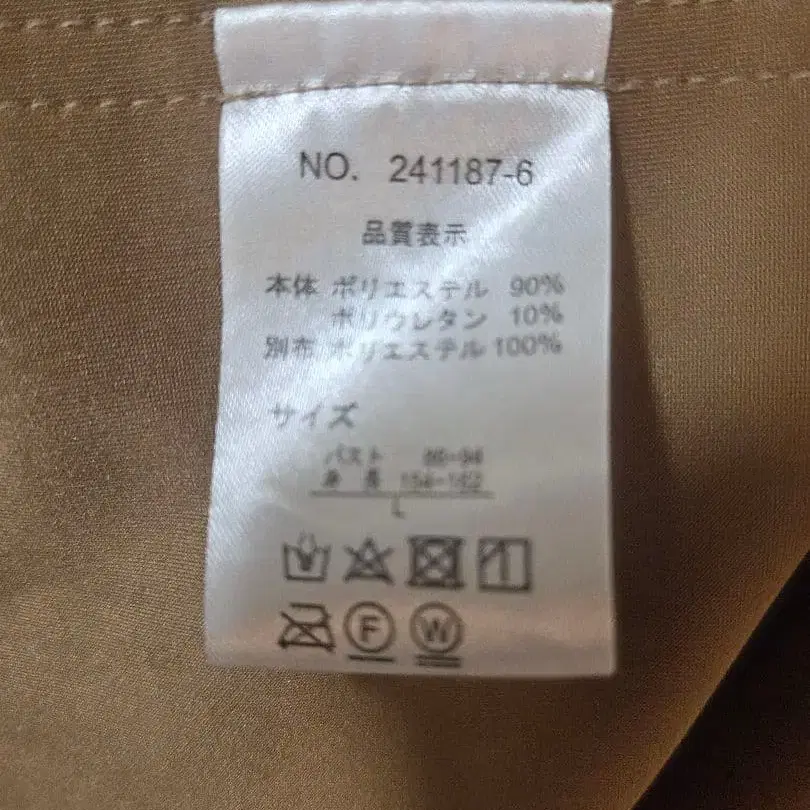 NO. 241187-6
品質表示
本体 ポリエステル 90%
ポリウレタン 10%
別布 ポリエステル 100%
サイズ
バスト 86-94
身長 154-162
L
F W